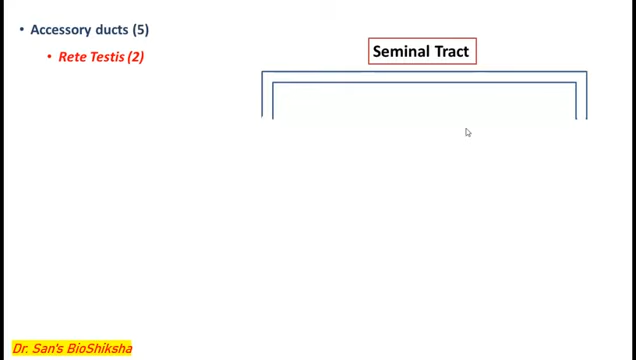 • Accessory ducts (5)
• Rete Testis (2)
Seminal Tract
Dr. San's BioShiksha